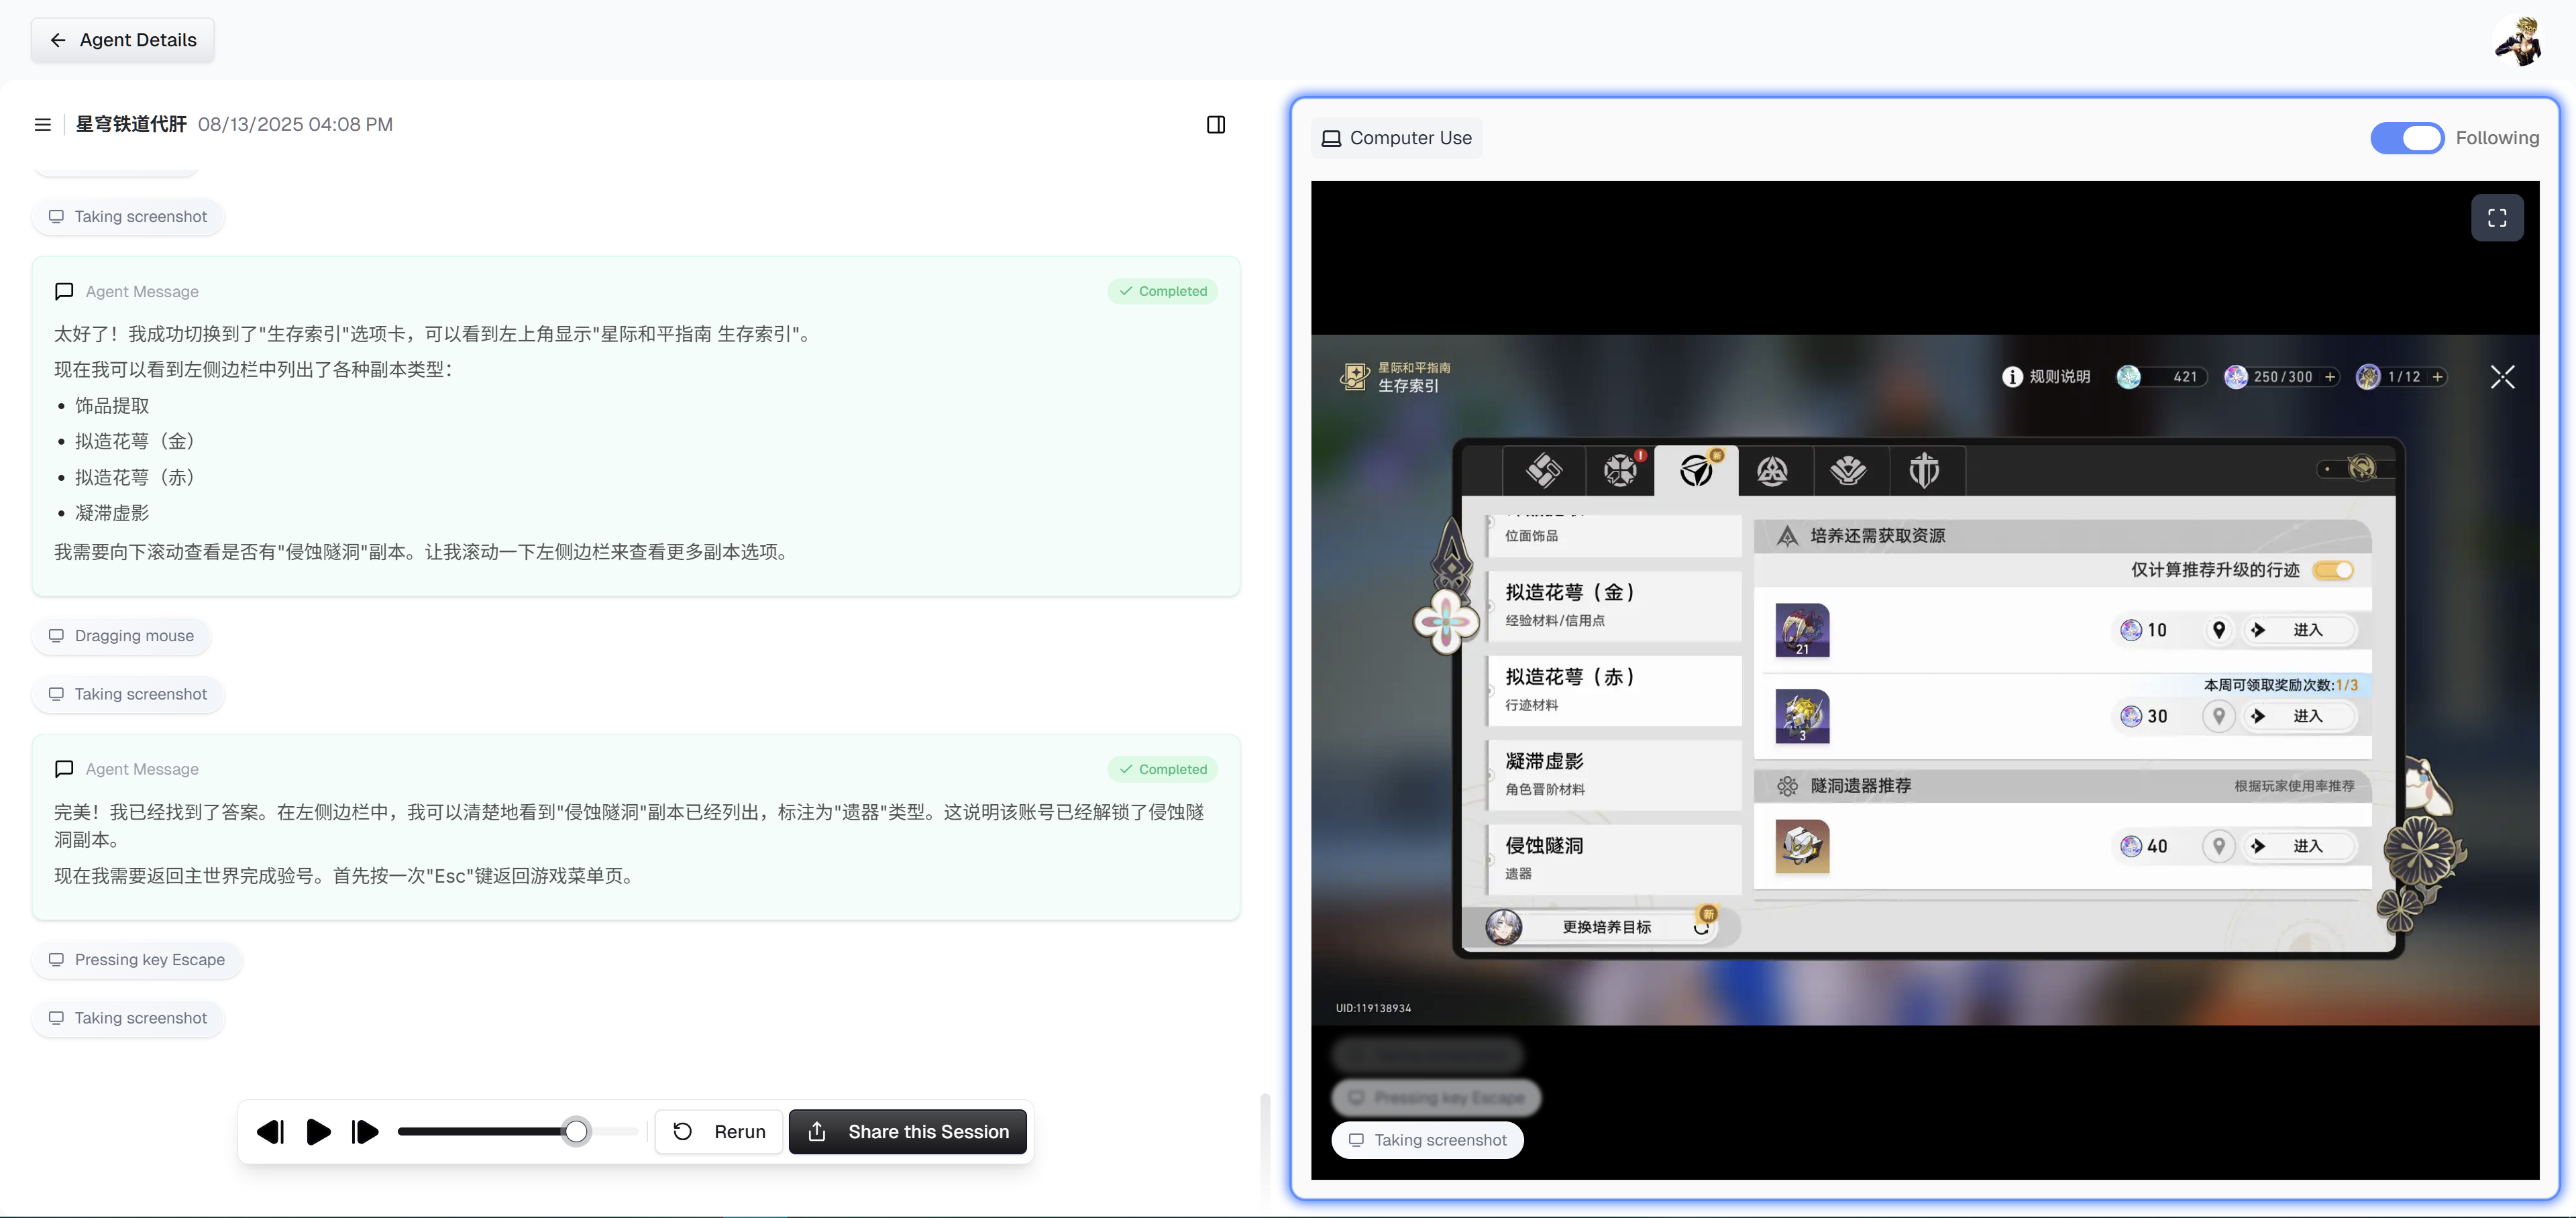 Agent Details
星穹铁道代肝 08/13/2025 04:08 PM
Taking screenshot
Agent Message
Completed
太好了！我成功切换到了"生存索引"选项卡，可以看到左上角显示"星际和平指南 生存索引"。
现在我可以看到左侧边栏中列出了各种副本类型：
• 饰品提取
• 拟造花萼（金）
• 拟造花萼（赤）
• 凝滞虚影
我需要向下滚动查看是否有"侵蚀隧洞"副本。让我滚动一下左侧边栏来查看更多副本选项。
Dragging mouse
Taking screenshot
Agent Message
Completed
完美！我已经找到了答案。在左侧边栏中，我可以清楚地看到"侵蚀隧洞"副本已经列出，标注为"遗器"类型。这说明该账号已经解锁了侵蚀隧
洞副本。
现在我需要返回主世界完成验号。首先按一次"Esc"键返回游戏菜单页。
Pressing key Escape
Taking screenshot
Rerun
Share this Session
Computer Use
Following
星际和平指南
生存索引
规则说明
421
250/300
1/12
新
位面饰品
拟造花萼（金）
经验材料/信用点
拟造花萼（赤）
行迹材料
凝滞虚影
角色晋阶材料
侵蚀隧洞
遗器
更换培养目标
新
培养还需获取资源
仅计算推荐升级的行迹
21
10
进入
本周可领取奖励次数:1/3
3
30
进入
隧洞遗器推荐
根据玩家使用率推荐
40
进入
UID:119138934
Pressing key Escape
Taking screenshot